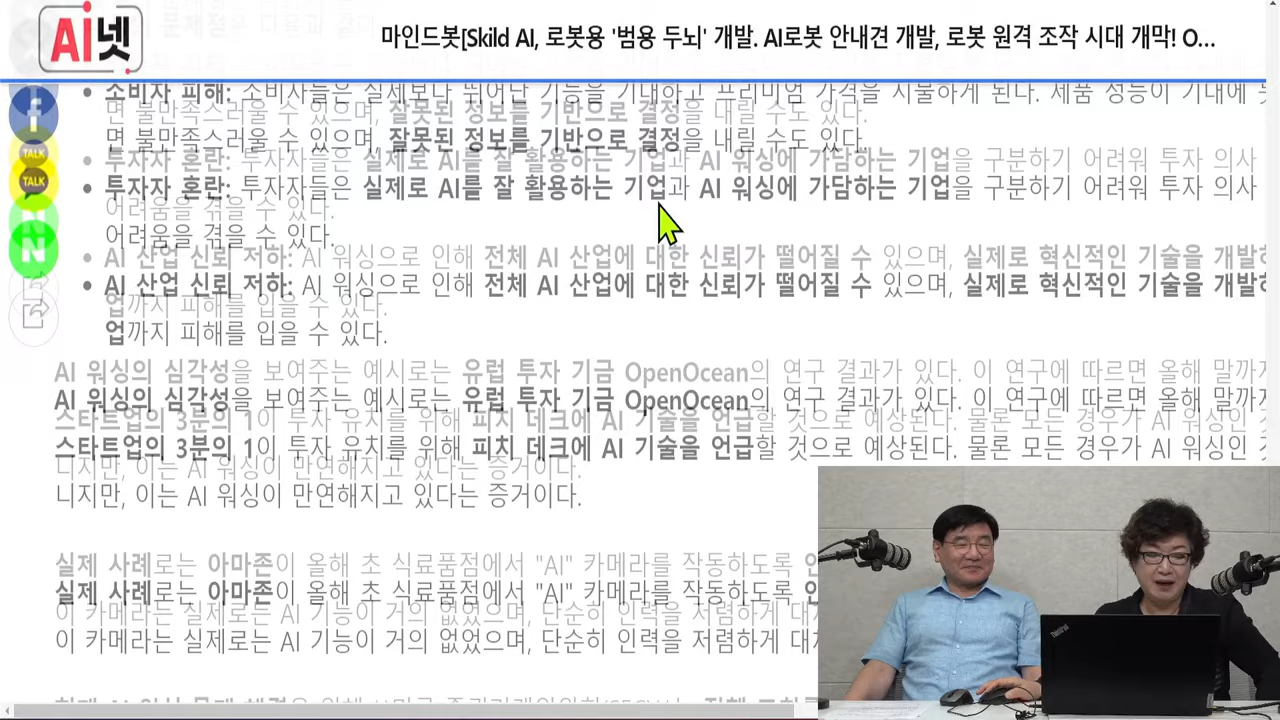 Ai넷
마인드봇[Skild AI, 로봇용 '범용 두뇌' 개발. AI로봇 안내견 개발, 로봇 원격 조작 시대 개막! O...
• 소비자 피해: 소비자들은 실제보다 뛰어난 기능을 기대하고 프리미엄 가격을 지불하게 된다. 제품 성능이 기대에
면 불만족스러울 수 있으며, 잘못된 정보를 기반으로 결정을 내릴 수도 있다.
• 투자자 혼란: 투자자들은 실제로 AI를 잘 활용하는 기업과 AI 워싱에 가담하는 기업을 구분하기 어려워 투자 의사
어려움을 겪을 수 있다.
• AI 산업 신뢰 저하: AI 워싱으로 인해 전체 AI 산업에 대한 신뢰가 떨어질 수 있으며, 실제로 혁신적인 기술을 개발
업까지 피해를 입을 수 있다.
AI 워싱의 심각성을 보여주는 예시로는 유럽 투자 기금 OpenOcean의 연구 결과가 있다. 이 연구에 따르면 올해 말까지
스타트업의 3분의 1이 투자 유치를 위해 피치 데크에 AI 기술을 언급할 것으로 예상된다. 물론 모든 경우가 AI 워싱인
니지만, 이는 AI 워싱이 만연해지고 있다는 증거이다.
실제 사례로는 아마존이 올해 초 식료품점에서 "AI" 카메라를 작동하도록
이 카메라는 실제로는 AI 기능이 거의 없었으며, 단순히 인력을 저렴하게
f
TALK
TALK
N
ThinkPad